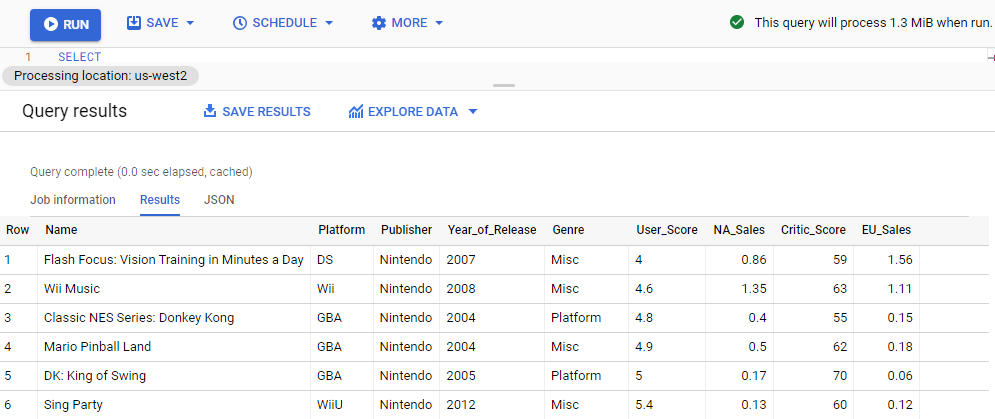 RUN SAVE SCHEDULE MORE This query will process 1.3 MiB when run.
1 SELECT
Processing location: us-west2
Query results SAVE RESULTS EXPLORE DATA
Query complete (0.0 sec elapsed, cached)
Job information Results JSON
Row Name Platform Publisher Year_of_Release Genre User_Score NA_Sales Critic_Score EU_Sales
1 Flash Focus: Vision Training in Minutes a Day DS Nintendo 2007 Misc 4 0.86 59 1.56
2 Wii Music Wii Nintendo 2008 Misc 4.6 1.35 63 1.11
3 Classic NES Series: Donkey Kong GBA Nintendo 2004 Platform 4.8 0.4 55 0.15
4 Mario Pinball Land GBA Nintendo 2004 Misc 4.9 0.5 62 0.18
5 DK: King of Swing GBA Nintendo 2005 Platform 5 0.17 70 0.06
6 Sing Party WiiU Nintendo 2012 Misc 5.4 0.13 60 0.12